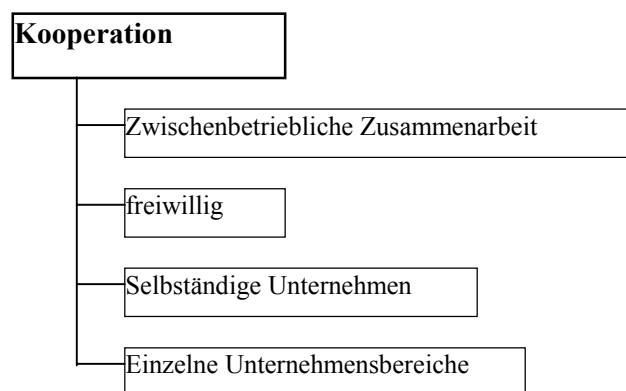 Kooperation
Zwischenbetriebliche Zusammenarbeit
freiwillig
Selbständige Unternehmen
Einzelne Unternehmensbereiche